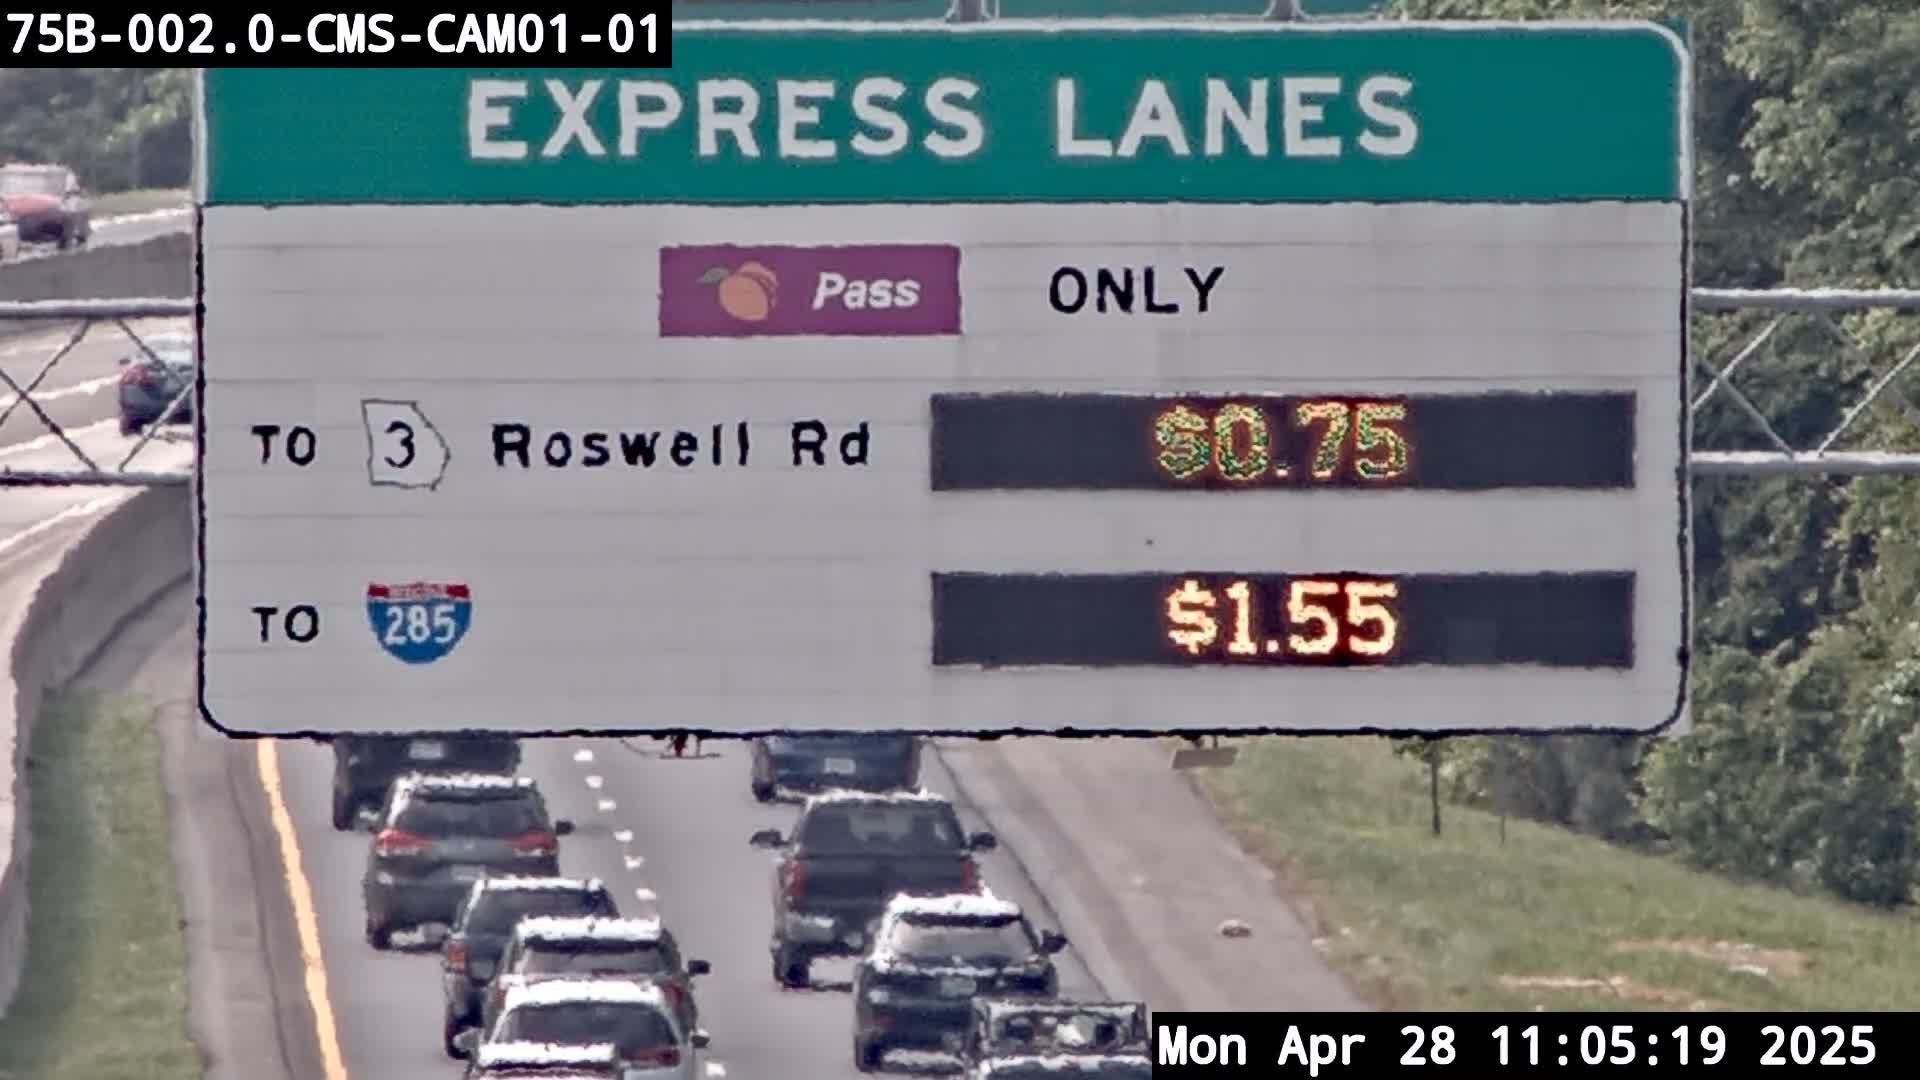 75B-002.0-CMS-CAM01-01
EXPRESS LANES
Pass ONLY
TO 3 Roswell Rd $0.75
TO 285 $1.55
Mon Apr 28 11:05:19 2025